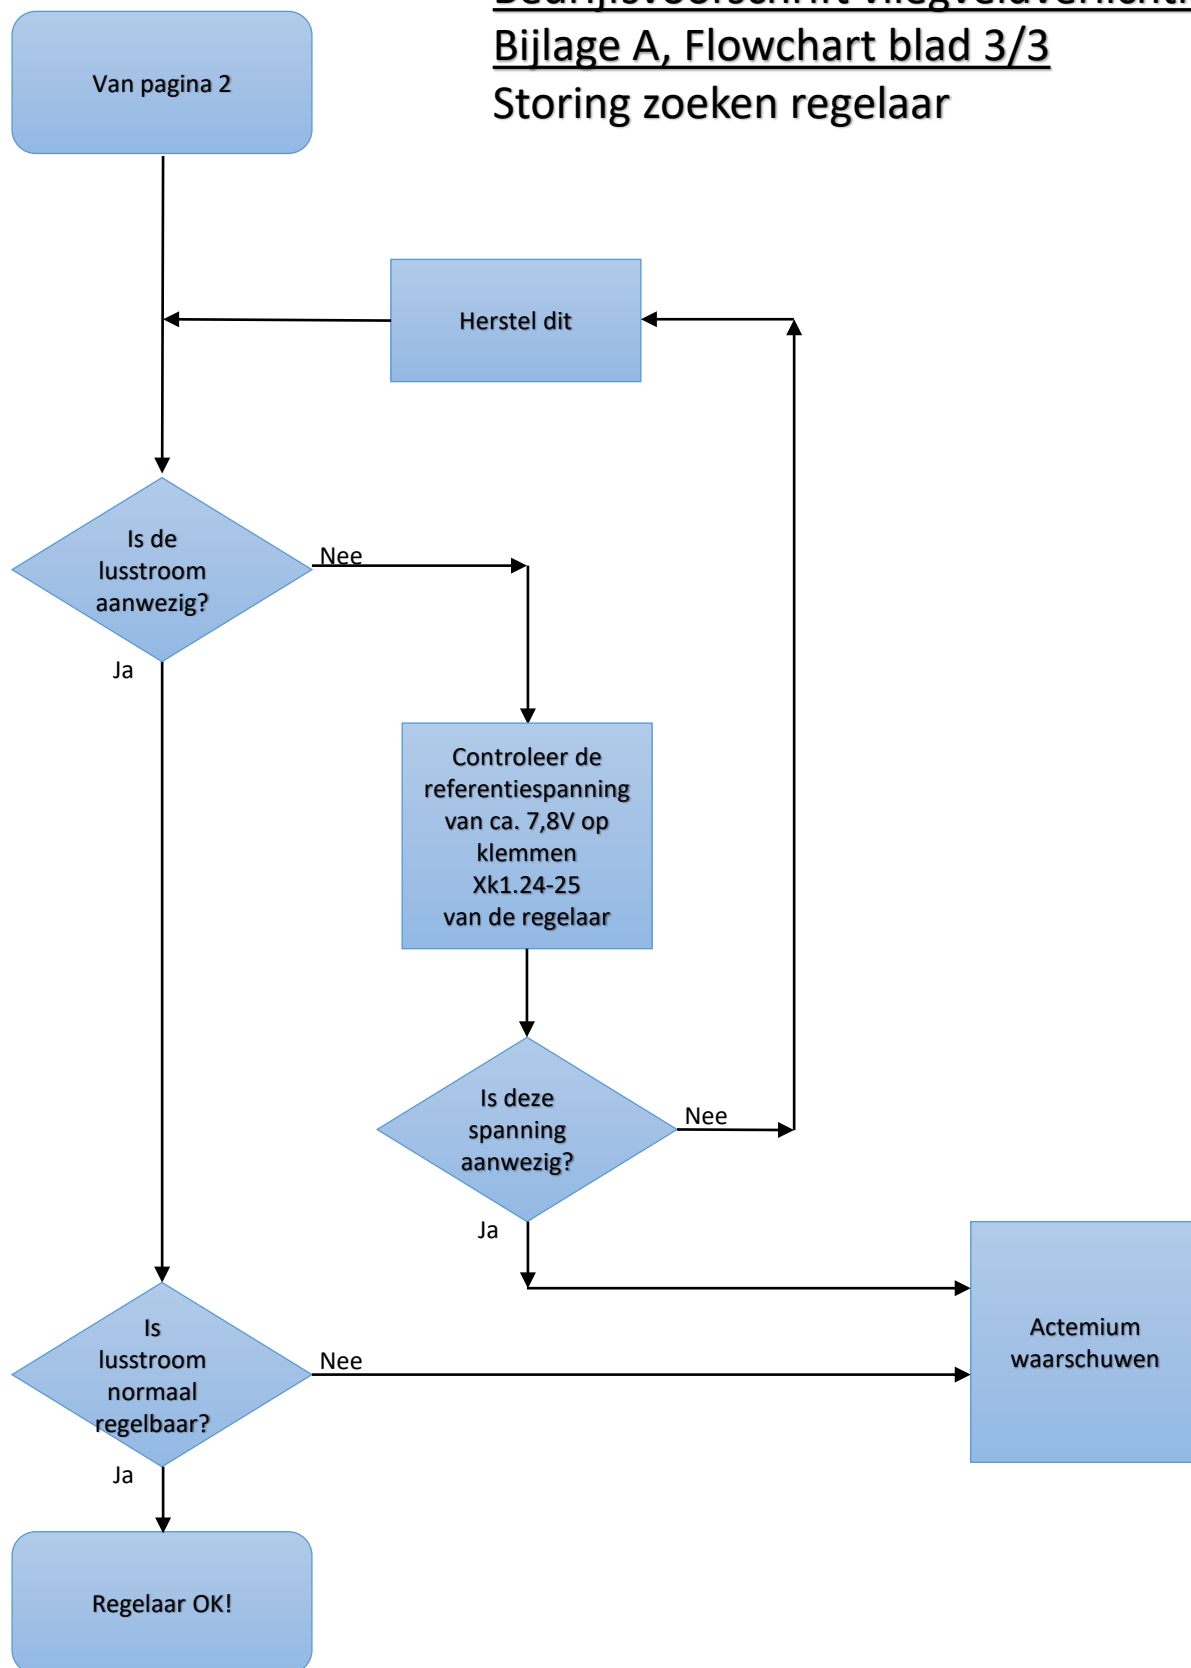 Bijlage A, Flowchart blad 3/3
Storing zoeken regelaar
Van pagina 2
Herstel dit
Is de
lusstroom
aanwezig?
Nee
Ja
Controleer de
referentiespanning
van ca. 7,8V op
klemmen
Xk1.24-25
van de regelaar
Is deze
spanning
aanwezig?
Nee
Ja
Actemium
waarschuwen
Is
lusstroom
normaal
regelbaar?
Nee
Ja
Regelaar OK!